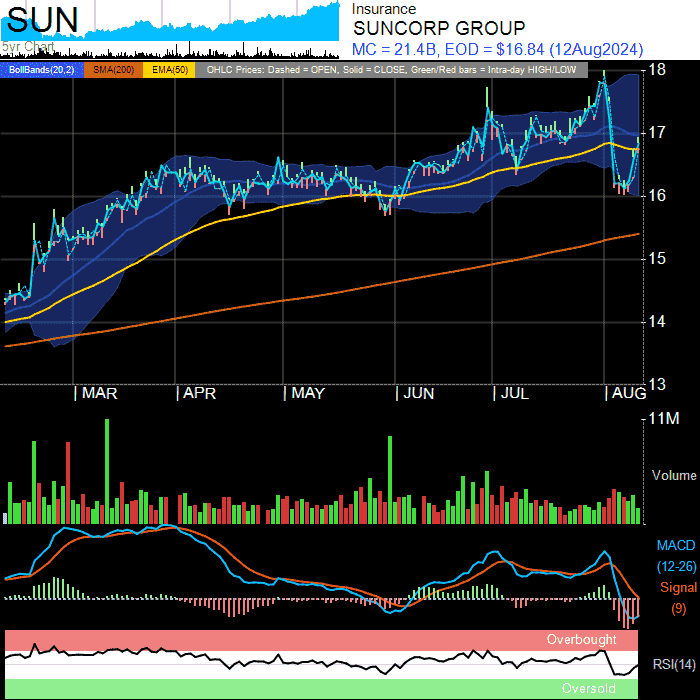 SUN
5yr Chart
Insurance
SUNCORP GROUP
MC = 21.4B, EOD = $16.84 (12Aug2024)
BollBands(20,2) SMA(200) EMA(50) OHLC Prices: Dashed = OPEN, Solid = CLOSE, Green/Red bars = Intra-day HIGH/LOW
18
17
16
15
14
13
MAR APR MAY JUN JUL AUG
11M
Volume
MACD
(12-26)
Signal
(9)
Overbought
RSI(14)
Oversold